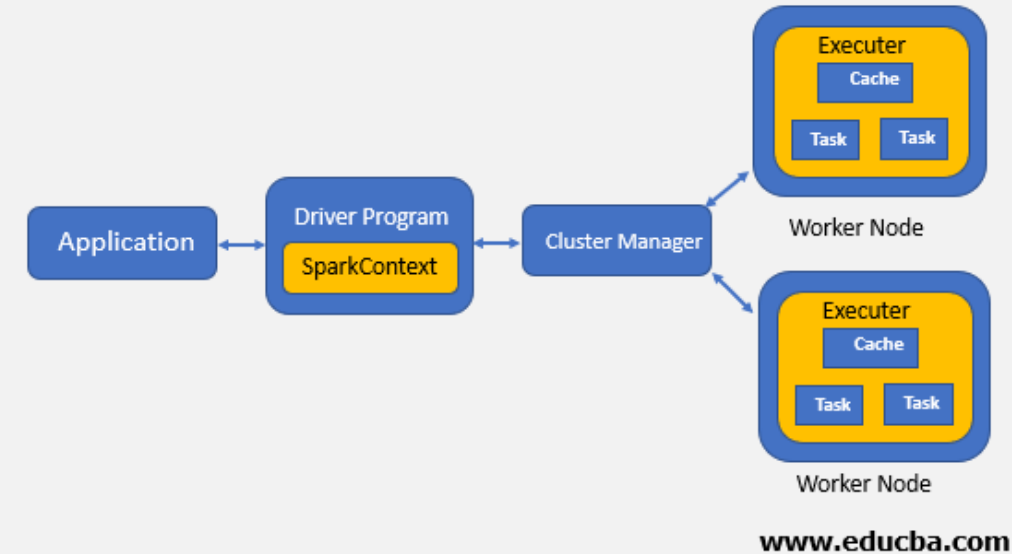 Application
Driver Program
SparkContext
Cluster Manager
Executer
Cache
Task
Task
Worker Node
Executer
Cache
Task
Task
Worker Node
www.educba.com